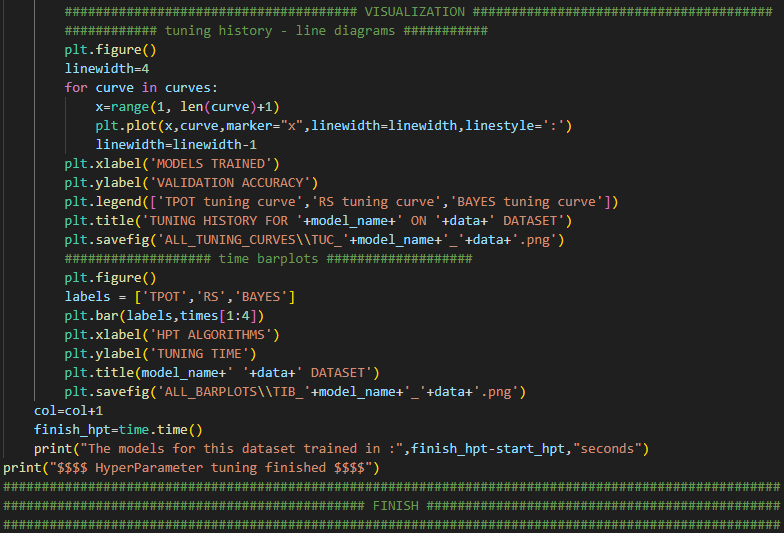 ###################################### VISUALIZATION #######################################
############ tuning history - line diagrams ###########
plt.figure()
linewidth=4
for curve in curves:
x=range(1, len(curve)+1)
plt.plot(x,curve,marker="x",linewidth=linewidth,linestyle=':')
linewidth=linewidth-1
plt.xlabel('MODELS TRAINED')
plt.ylabel('VALIDATION ACCURACY')
plt.legend(['TPOT tuning curve','RS tuning curve','BAYES tuning curve'])
plt.title('TUNING HISTORY FOR '+model_name+' ON '+data+' DATASET')
plt.savefig('ALL_TUNING_CURVES\\TUC_'+model_name+'_'+data+'.png')
################### time barplots ###################
plt.figure()
labels = ['TPOT','RS','BAYES']
plt.bar(labels,times[1:4])
plt.xlabel('HPT ALGORITHMS')
plt.ylabel('TUNING TIME')
plt.title(model_name+' '+data+' DATASET')
plt.savefig('ALL_BARPLOTS\\TIB_'+model_name+'_'+data+'.png')
col=col+1
finish_hpt=time.time()
print("The models for this dataset trained in :",finish_hpt-start_hpt,"seconds")
print("$$$$ HyperParameter tuning finished $$$$")
#####################################################################################################
############################################### FINISH ##############################################
#####################################################################################################